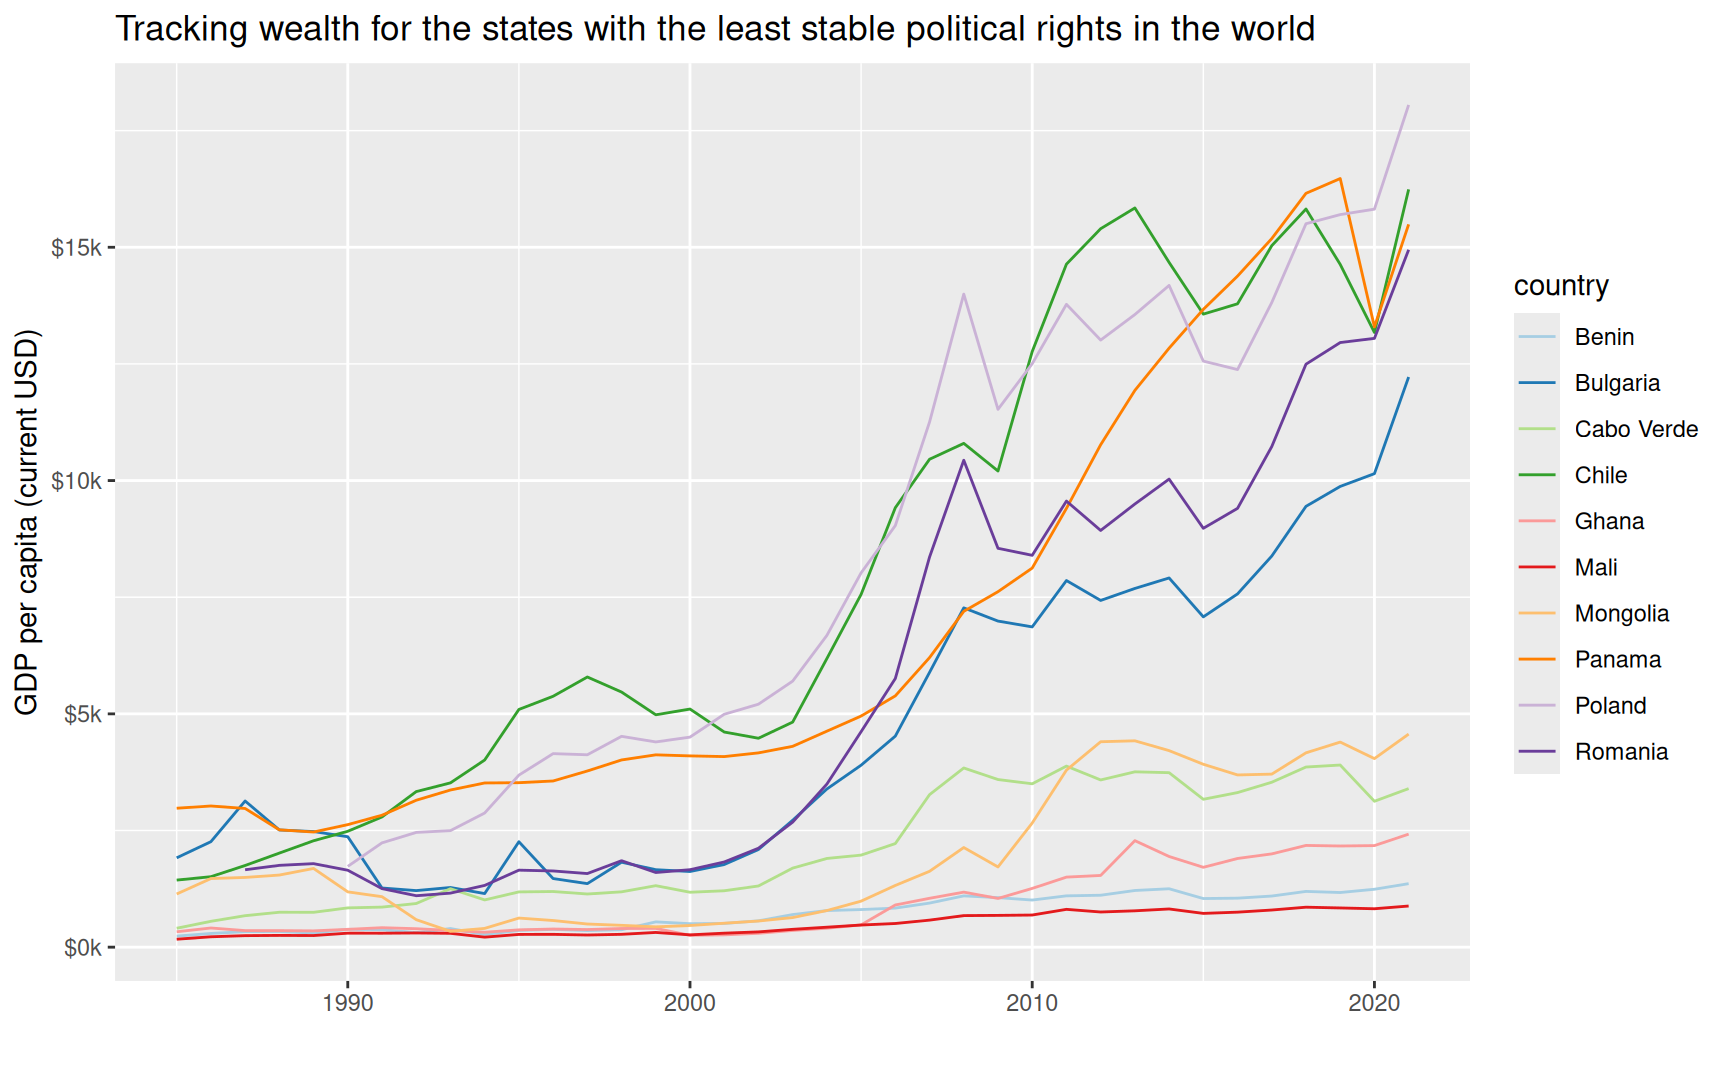 Tracking wealth for the states with the least stable political rights in the world
GDP per capita (current USD)
$15k
$10k
$5k
$0k
1990
2000
2010
2020
country
Benin
Bulgaria
Cabo Verde
Chile
Ghana
Mali
Mongolia
Panama
Poland
Romania